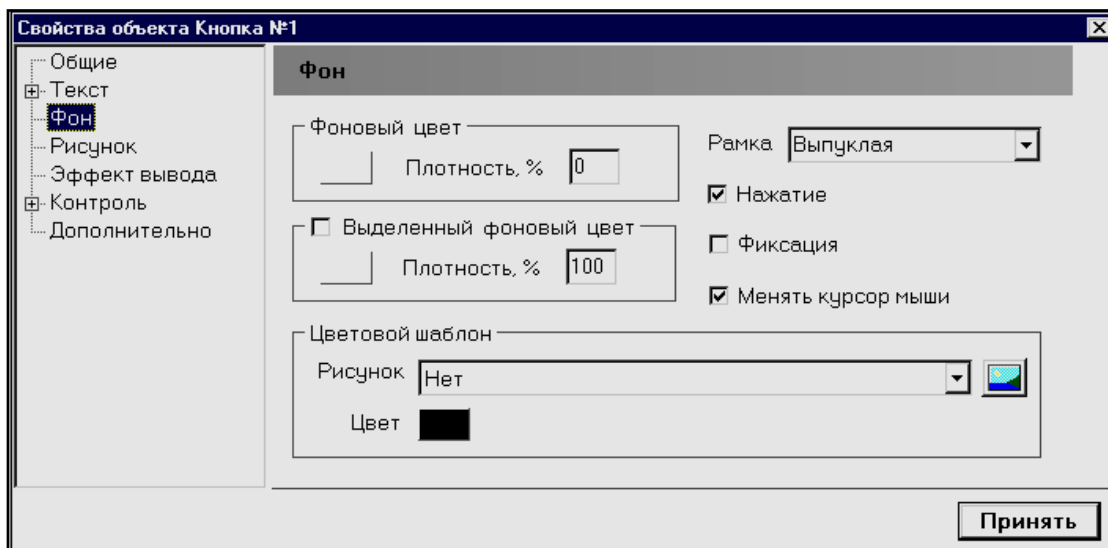 Свойства объекта Кнопка №1
Общие
Текст
Фон
Рисунок
Эффект вывода
Контроль
Дополнительно
Фон
Фоновый цвет
Плотность, % 0
Выделенный фоновый цвет
Плотность, % 100
Рамка Выпуклая
Нажатие
Фиксация
Менять курсор мыши
Цветовой шаблон
Рисунок Нет
Цвет
Принять